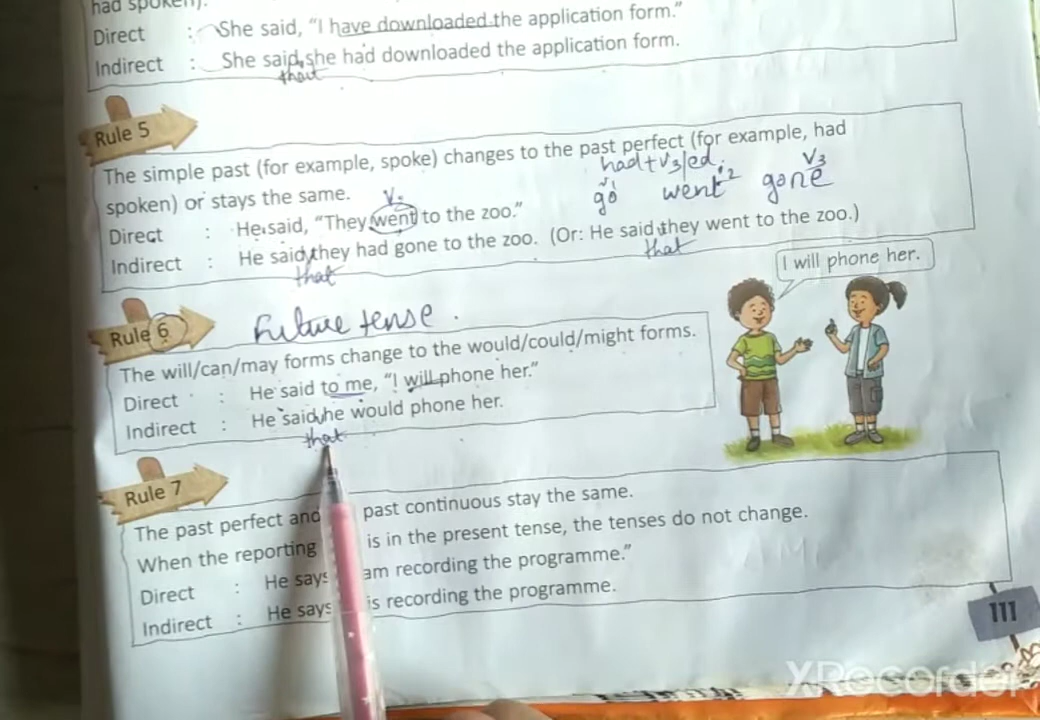 had spoken).
Direct : She said, "I have downloaded the application form."
Indirect : She said, she had downloaded the application form.
that
Rule 5
The simple past (for example, spoke) changes to the past perfect (for example, had
had+V3/ed.
V3
spoken) or stays the same.
V1
go went 2 gone
Direct : He said, "They went to the zoo."
Indirect : He said, they had gone to the zoo. (Or: He said, they went to the zoo.)
that
that
I will phone her.
Rule 6
Future tense.
The will/can/may forms change to the would/could/might forms.
Direct : He said to me, "I will phone her."
Indirect : He said, he would phone her.
that
Rule 7
The past perfect and past continuous stay the same.
When the reporting is in the present tense, the tenses do not change.
Direct : He says am recording the programme."
Indirect : He says is recording the programme.
111
XRecorder